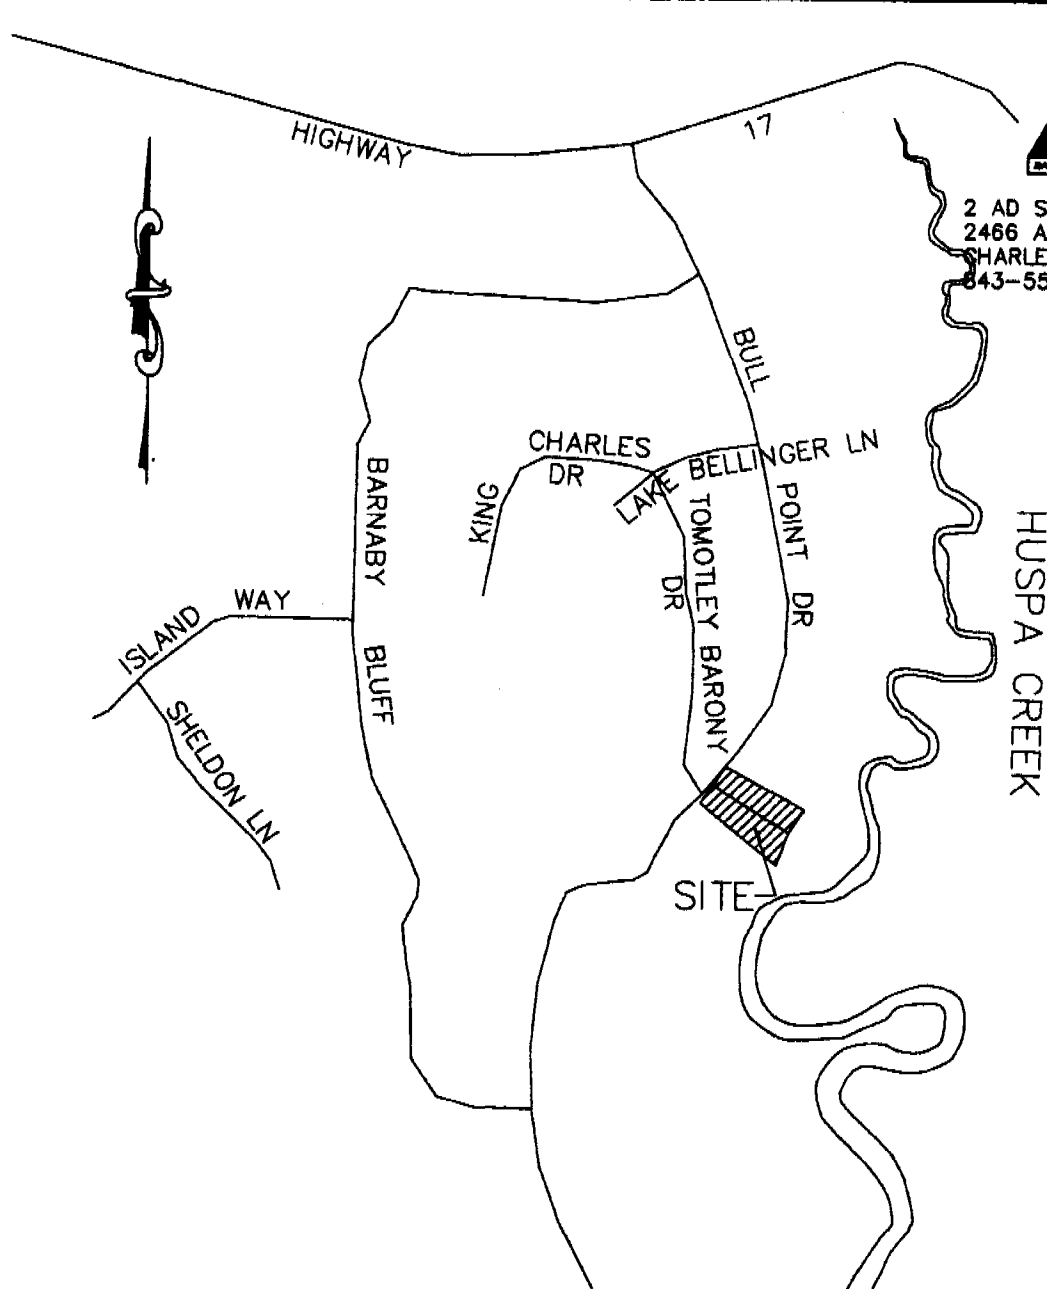 HIGHWAY
17
2 AD S
2466 A
CHARLE
843-55
BULL
POINT DR
CHARLES
DR
KING
LAKE BELLINGER LN
TOMOTLEY BARONY
DR
BARNABY
BLUFF
ISLAND
WAY
SHELDON LN
HUSPA CREEK
SITE